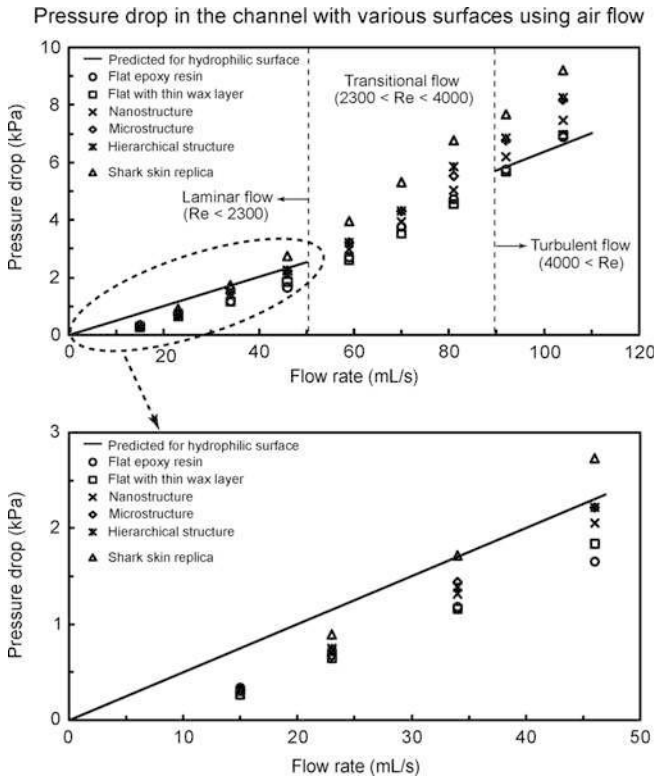 Pressure drop in the channel with various surfaces using air flow
10
8
6
4
2
0
Pressure drop (kPa)
Predicted for hydrophilic surface
Flat epoxy resin
Flat with thin wax layer
Nanostructure
Microstructure
Hierarchical structure
Shark skin replica
Transitional flow
(2300 < Re < 4000)
Laminar flow
(Re < 2300)
Turbulent flow
(4000 < Re)
0 20 40 60 80 100 120
Flow rate (mL/s)
3
2
1
0
Pressure drop (kPa)
Predicted for hydrophilic surface
Flat epoxy resin
Flat with thin wax layer
Nanostructure
Microstructure
Hierarchical structure
Shark skin replica
0 10 20 30 40 50
Flow rate (mL/s)